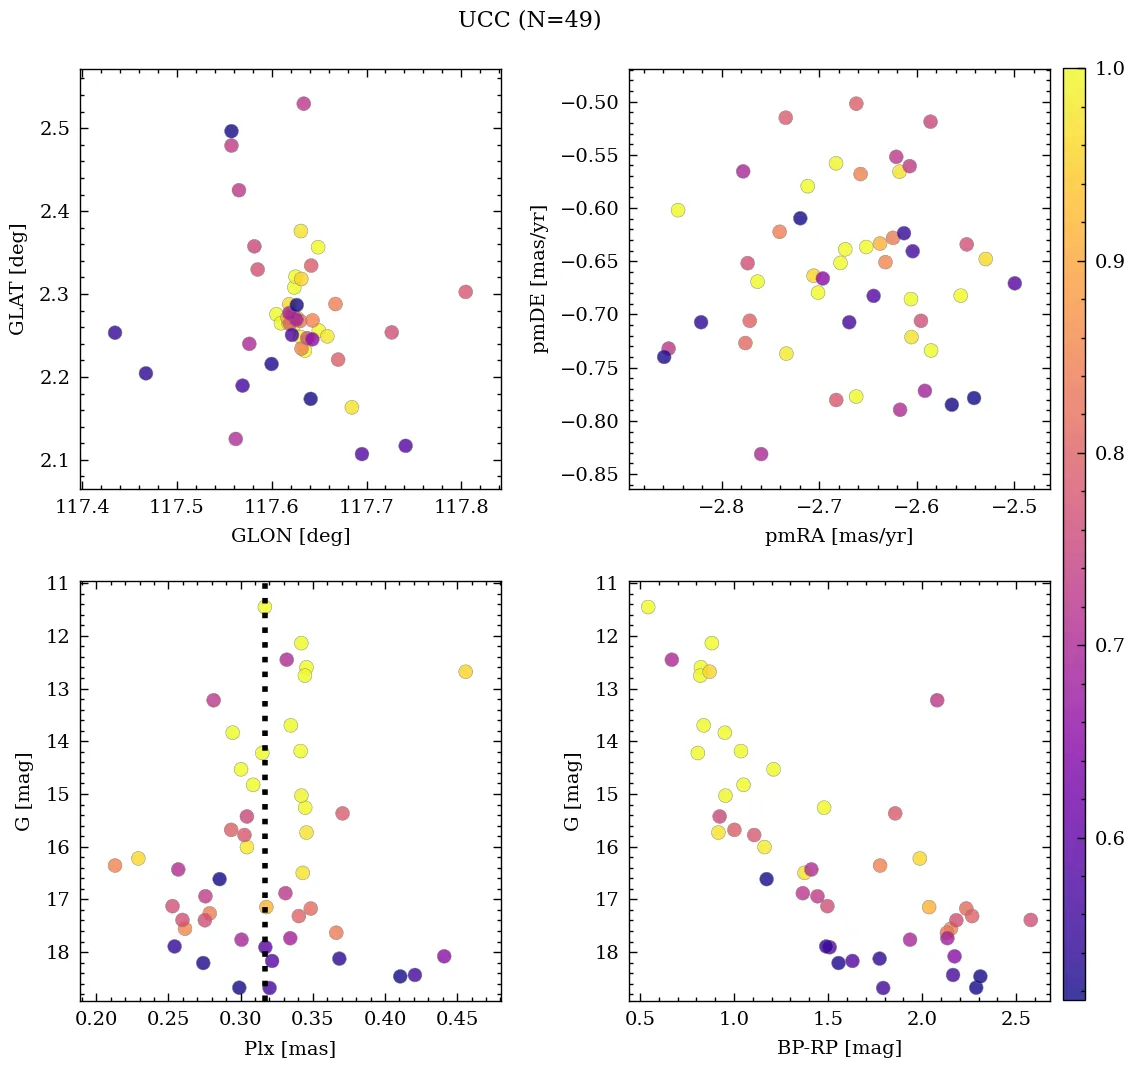 UCC (N=49)
2.5
2.4
2.3
2.2
2.1
GLAT [deg]
117.4 117.5 117.6 117.7 117.8
GLON [deg]
−0.50
−0.55
−0.60
−0.65
−0.70
−0.75
−0.80
−0.85
pmDE [mas/yr]
−2.8 −2.7 −2.6 −2.5
pmRA [mas/yr]
1.0
0.9
0.8
0.7
0.6
11
12
13
14
15
16
17
18
G [mag]
0.20 0.25 0.30 0.35 0.40 0.45
Plx [mas]
11
12
13
14
15
16
17
18
G [mag]
0.5 1.0 1.5 2.0 2.5
BP-RP [mag]